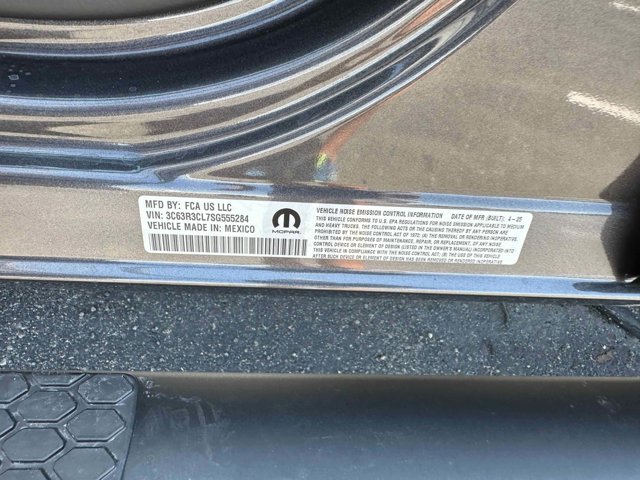 MFD BY: FCA US LLC
VIN: 3C63R3CL7SG555284
VEHICLE MADE IN: MEXICO
MOPAR
VEHICLE NOISE EMISSION CONTROL INFORMATION DATE OF MFR (BUILT): 4-25
THIS VEHICLE CONFORMS TO U.S. EPA REGULATIONS FOR NOISE EMISSION APPLICABLE TO MEDIUM
AND HEAVY TRUCKS. THE FOLLOWING ACTS OR THE CAUSING THEREOF BY ANY PERSON ARE
PROHIBITED BY THE NOISE CONTROL ACT OF 1972: (A) THE REMOVAL OR RENDERING INOPERATIVE
OTHER THAN FOR PURPOSES OF MAINTENANCE, REPAIR, OR REPLACEMENT, OF ANY NOISE CONTROL
DEVICE OR ELEMENT OF DESIGN (LISTED IN THE OWNER'S MANUAL) INCORPORATED INTO
THIS VEHICLE IN COMPLIANCE WITH THE NOISE CONTROL ACT; (B) THE USE OF THIS VEHICLE
AFTER SUCH DEVICE OR ELEMENT OF DESIGN HAS BEEN REMOVED OR RENDERED INOPERATIVE